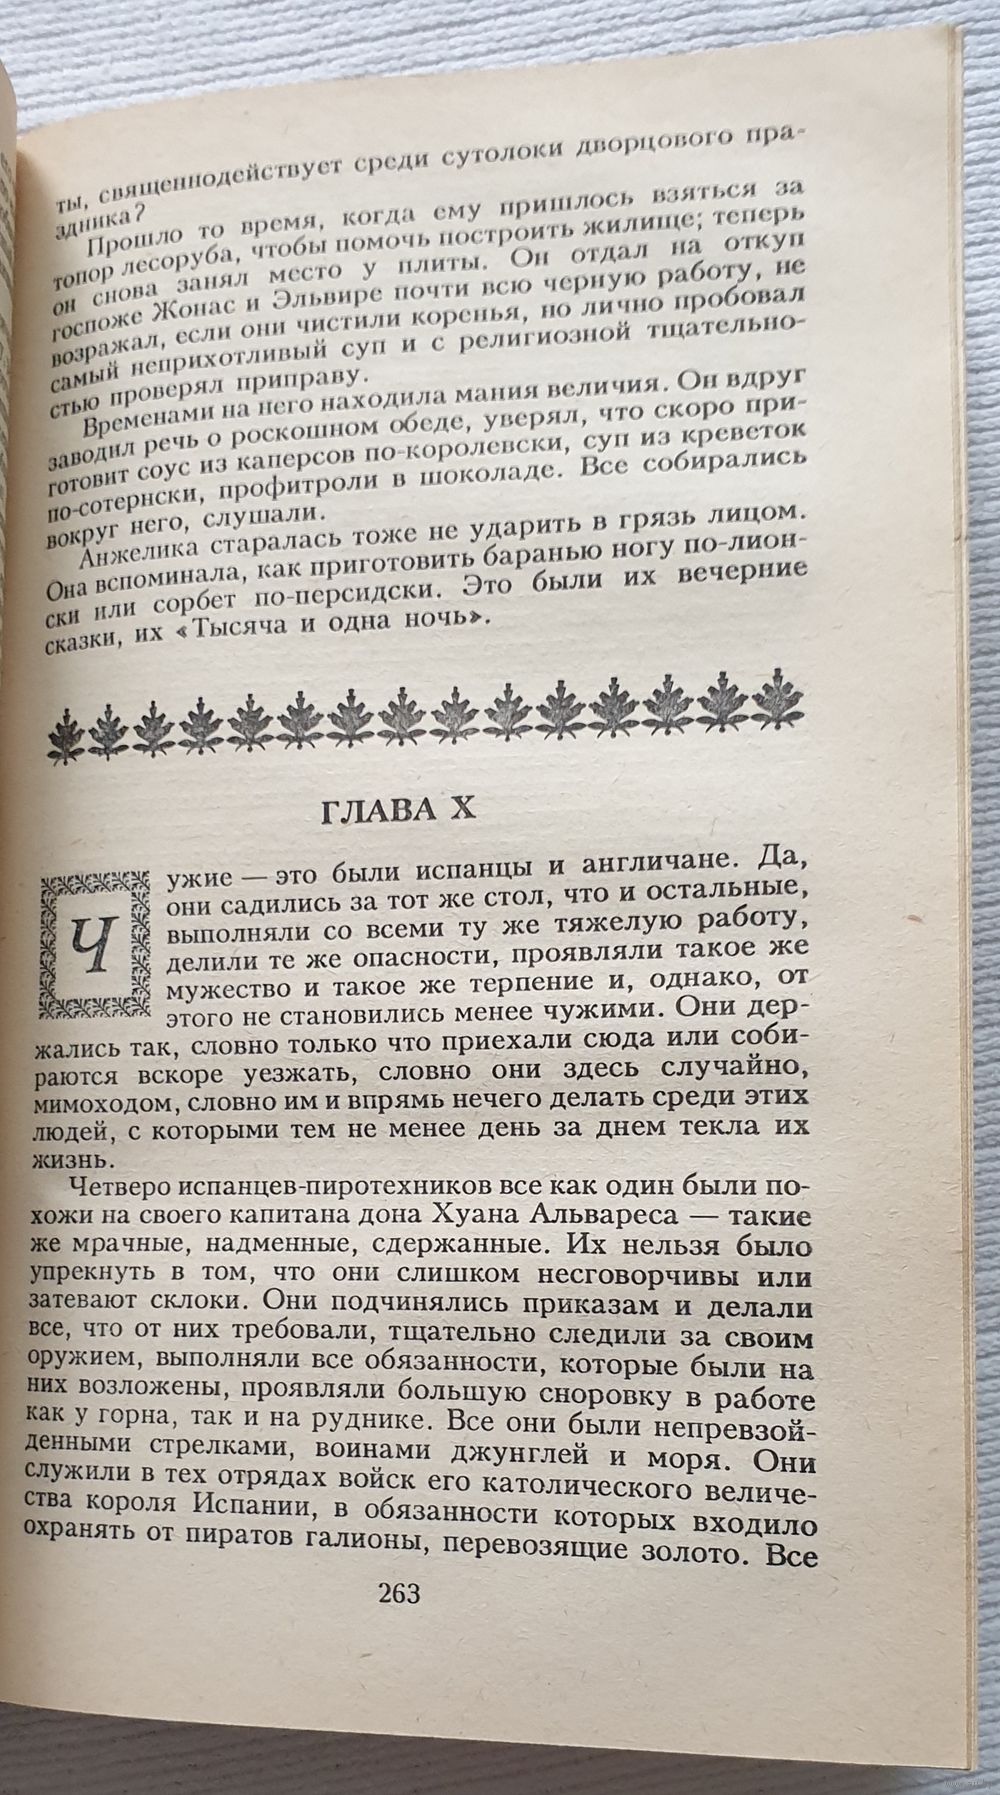 ты, священнодействует среди сутолоки дворцового пра-
здника?
Прошло то время, когда ему пришлось взяться за
топор лесоруба, чтобы помочь построить жилище; теперь
он снова занял место у плиты. Он отдал на откуп
госпоже Жонас и Эльвире почти всю черную работу, не
возражал, если они чистили коренья, но лично пробовал
самый неприхотливый суп и с религиозной тщательно-
стью проверял приправу.
Временами на него находила мания величия. Он вдруг
заводил речь о роскошном обеде, уверял, что скоро при-
готовит соус из каперсов по-королевски, суп из креветок
по-сотернски, профитроли в шоколаде. Все собирались
вокруг него, слушали.
Анжелика старалась тоже не ударить в грязь лицом.
Она вспоминала, как приготовить баранью ногу по-лион-
ски или сорбет по-персидски. Это были их вечерние
сказки, их «Тысяча и одна ночь».
ГЛАВА X
Чужие — это были испанцы и англичане. Да,
они садились за тот же стол, что и остальные,
выполняли со всеми ту же тяжелую работу,
делили те же опасности, проявляли такое же
мужество и такое же терпение и, однако, от
этого не становились менее чужими. Они дер-
жались так, словно только что приехали сюда или соби-
раются вскоре уезжать, словно они здесь случайно,
мимоходом, словно им и впрямь нечего делать среди этих
людей, с которыми тем не менее день за днем текла их
жизнь.
Четверо испанцев-пиротехников все как один были по-
хожи на своего капитана дона Хуана Альвареса — такие
же мрачные, надменные, сдержанные. Их нельзя было
упрекнуть в том, что они слишком несговорчивы или
затевают склоки. Они подчинялись приказам и делали
все, что от них требовали, тщательно следили за своим
оружием, выполняли все обязанности, которые были на
них возложены, проявляли большую сноровку в работе
как у горна, так и на руднике. Все они были непревзой-
денными стрелками, воинами джунглей и моря. Они
служили в тех отрядах войск его католического величе-
ства короля Испании, в обязанности которых входило
охранять от пиратов галионы, перевозящие золото. Все
263